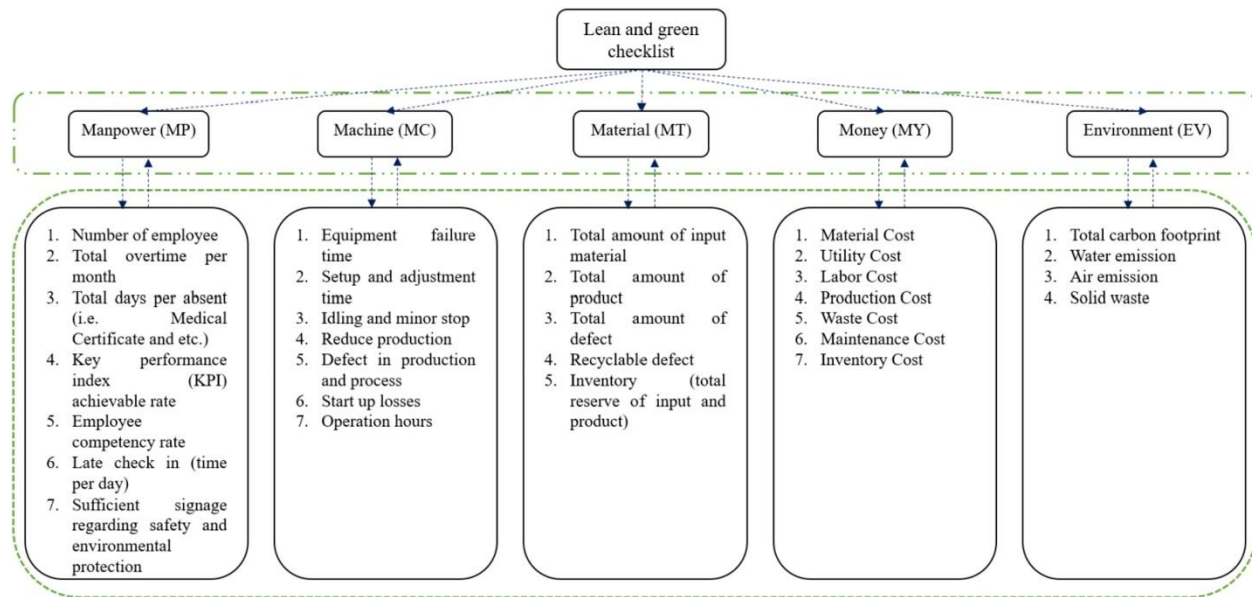 Lean and green
checklist
Manpower (MP)
Machine (MC)
Material (MT)
Money (MY)
Environment (EV)
1. Number of employee
2. Total overtime per
month
3. Total days per absent
(i.e. Medical
Certificate and etc.)
4. Key performance
index (KPI)
achievable rate
5. Employee
competency rate
6. Late check in (time
per day)
7. Sufficient signage
regarding safety and
environmental
protection
1. Equipment failure
time
2. Setup and adjustment
time
3. Idling and minor stop
4. Reduce production
5. Defect in production
and process
6. Start up losses
7. Operation hours
1. Total amount of input
material
2. Total amount of
product
3. Total amount of
defect
4. Recyclable defect
5. Inventory (total
reserve of input and
product)
1. Material Cost
2. Utility Cost
3. Labor Cost
4. Production Cost
5. Waste Cost
6. Maintenance Cost
7. Inventory Cost
1. Total carbon footprint
2. Water emission
3. Air emission
4. Solid waste